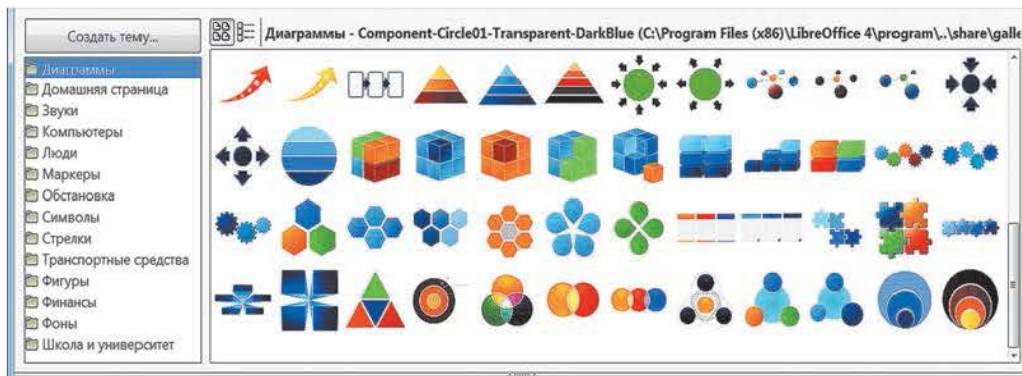 Создать тему...
Диаграммы - Component-Circle01-Transparent-DarkBlue (C:\Program Files (x86)\LibreOffice 4\program\..\share\galle
Диаграммы
Домашняя страница
Звуки
Компьютеры
Люди
Маркеры
Обстановка
Символы
Стрелки
Транспортные средства
Фигуры
Финансы
Фоны
Школа и университет